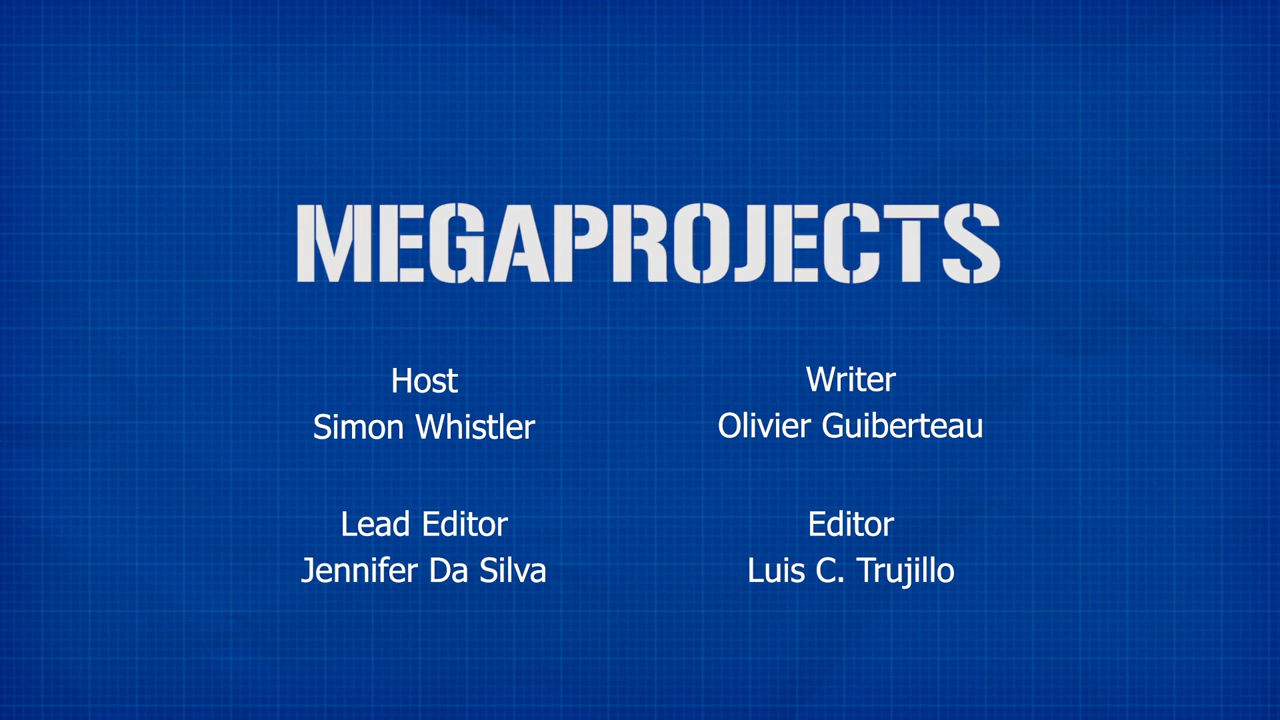 MEGAPROJECTS
Host
Simon Whistler
Writer
Olivier Guiberteau
Lead Editor
Jennifer Da Silva
Editor
Luis C. Trujillo